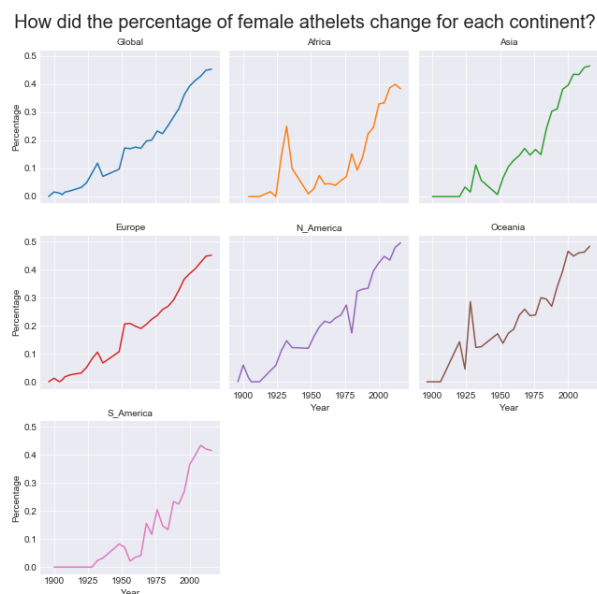 How did the percentage of female athelets change for each continent?
Global
Africa
Asia
0.5
0.4
0.3
0.2
0.1
0.0
Percentage
Europe
N_America
Oceania
0.5
0.4
0.3
0.2
0.1
0.0
Percentage
1900 1925 1950 1975 2000
Year
1900 1925 1950 1975 2000
Year
S_America
0.5
0.4
0.3
0.2
0.1
0.0
Percentage
1900 1925 1950 1975 2000
Year